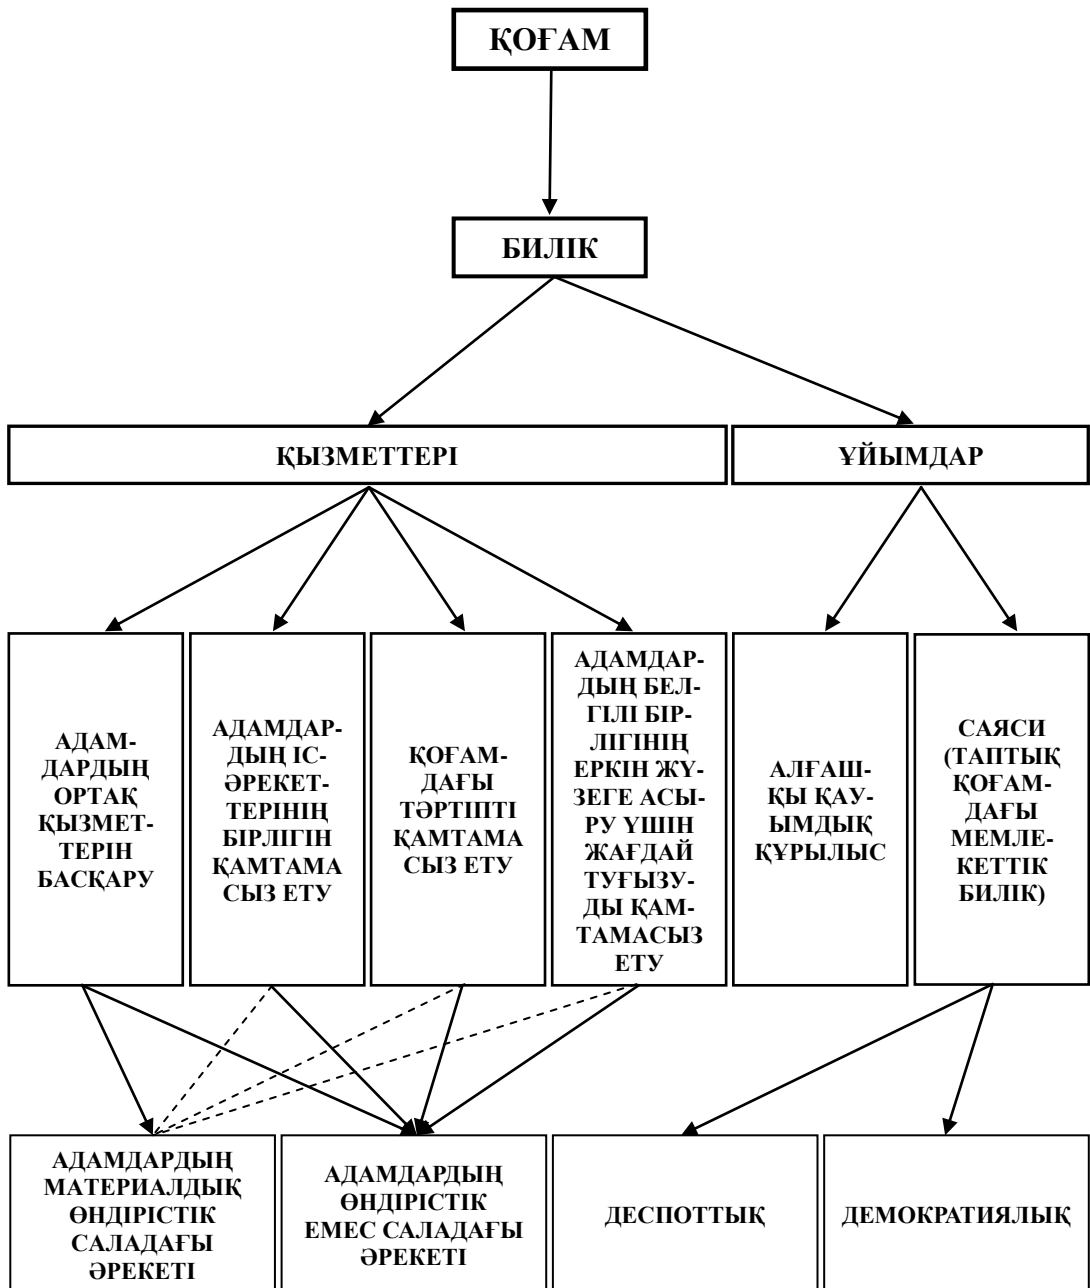 ҚОҒАМ
БИЛІК
ҚЫЗМЕТТЕРІ
ҰЙЫМДАР
АДАМ-
ДАРДЫҢ
ОРТАҚ
ҚЫЗМЕТ-
ТЕРІН
БАСҚАРУ
АДАМДАР-
ДЫҢ ІС-
ӘРЕКЕТ-
ТЕРІНІҢ
БІРЛІГІН
ҚАМТАМА
СЫЗ ЕТУ
ҚОҒАМ-
ДАҒЫ
ТӘРТІПТІ
ҚАМТАМА
СЫЗ ЕТУ
АДАМДАР-
ДЫҢ БЕЛ-
ГІЛІ БІР-
ЛІГІНІҢ
ЕРКІН ЖҮ-
ЗЕГЕ АСЫ-
РУ ҮШІН
ЖАҒДАЙ
ТУҒЫЗУ-
ДЫ ҚАМ-
ТАМАСЫЗ
ЕТУ
АЛҒАШ-
ҚЫ ҚАУ-
ЫМДЫҚ
ҚҰРЫЛЫС
САЯСИ
(ТАПТЫҚ
ҚОҒАМ-
ДАҒЫ
МЕМЛЕ-
КЕТТІК
БИЛІК)
АДАМДАРДЫҢ
МАТЕРИАЛДЫҚ
ӨНДІРІСТІК
САЛАДАҒЫ
ӘРЕКЕТІ
АДАМДАРДЫҢ
ӨНДІРІСТІК
ЕМЕС САЛАДАҒЫ
ӘРЕКЕТІ
ДЕСПОТТЫҚ
ДЕМОКРАТИЯЛЫҚ